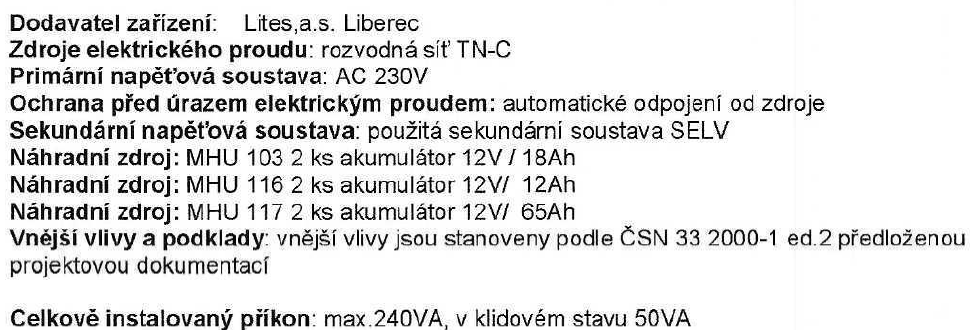 Dodavatel zařízení: Lites,a.s. Liberec
Zdroje elektrického proudu: rozvodná síť TN-C
Primární napěťová soustava: AC 230V
Ochrana před úrazem elektrickým proudem: automatické odpojení od zdroje
Sekundární napěťová soustava: použitá sekundární soustava SELV
Náhradní zdroj: MHU 103 2 ks akumulátor 12V / 18Ah
Náhradní zdroj: MHU 116 2 ks akumulátor 12V/ 12Ah
Náhradní zdroj: MHU 117 2 ks akumulátor 12V/ 65Ah
Vnější vlivy a podklady: vnější vlivy jsou stanoveny podle ČSN 33 2000-1 ed.2 předloženou
projektovou dokumentací
Celkově instalovaný příkon: max.240VA, v klidovém stavu 50VA